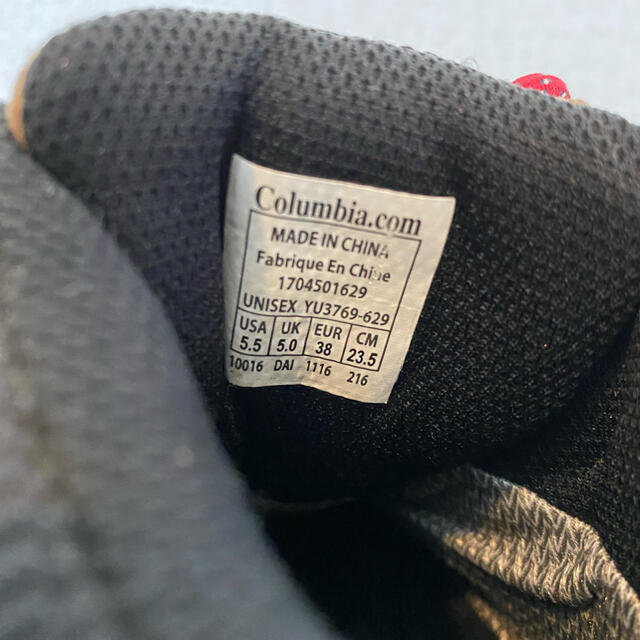 Columbia.com
MADE IN CHINA
Fabrique En Chine
1704501629
UNISEX YU3769-629
USA UK EUR CM
5.5 5.0 38 23.5
10016 DAI 1116 216